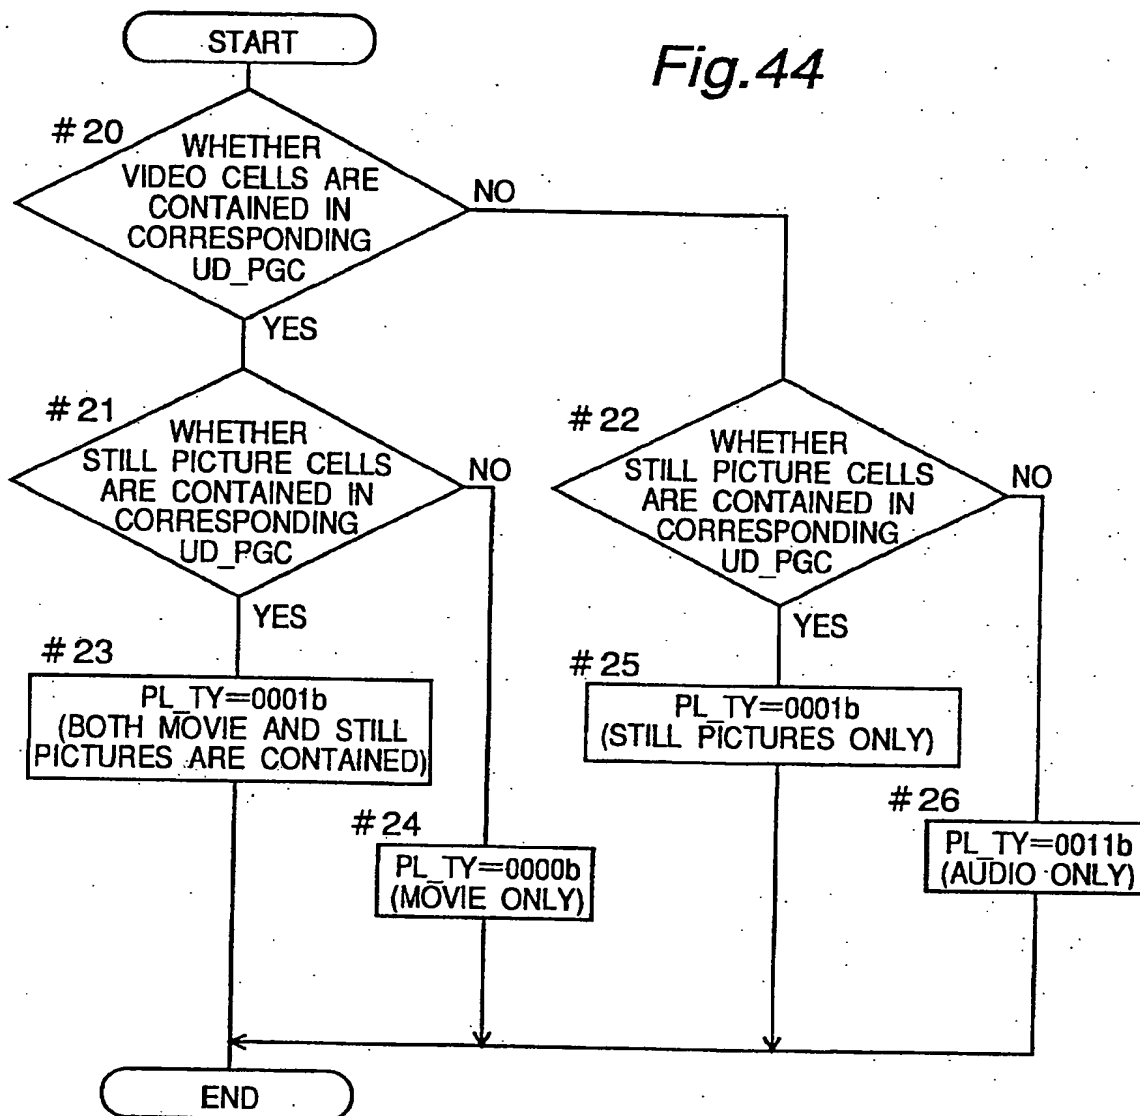 START
Fig.44
#20
WHETHER
VIDEO CELLS ARE
CONTAINED IN
CORRESPONDING
UD_PGC
NO
YES
#21
WHETHER
STILL PICTURE CELLS
ARE CONTAINED IN
CORRESPONDING
UD_PGC
NO
YES
#22
WHETHER
STILL PICTURE CELLS
ARE CONTAINED IN
CORRESPONDING
UD_PGC
NO
YES
#23
PL_TY=0001b
(BOTH MOVIE AND STILL
PICTURES ARE CONTAINED)
#24
PL_TY=0000b
(MOVIE ONLY)
#25
PL_TY=0001b
(STILL PICTURES ONLY)
#26
PL_TY=0011b
(AUDIO ONLY)
END